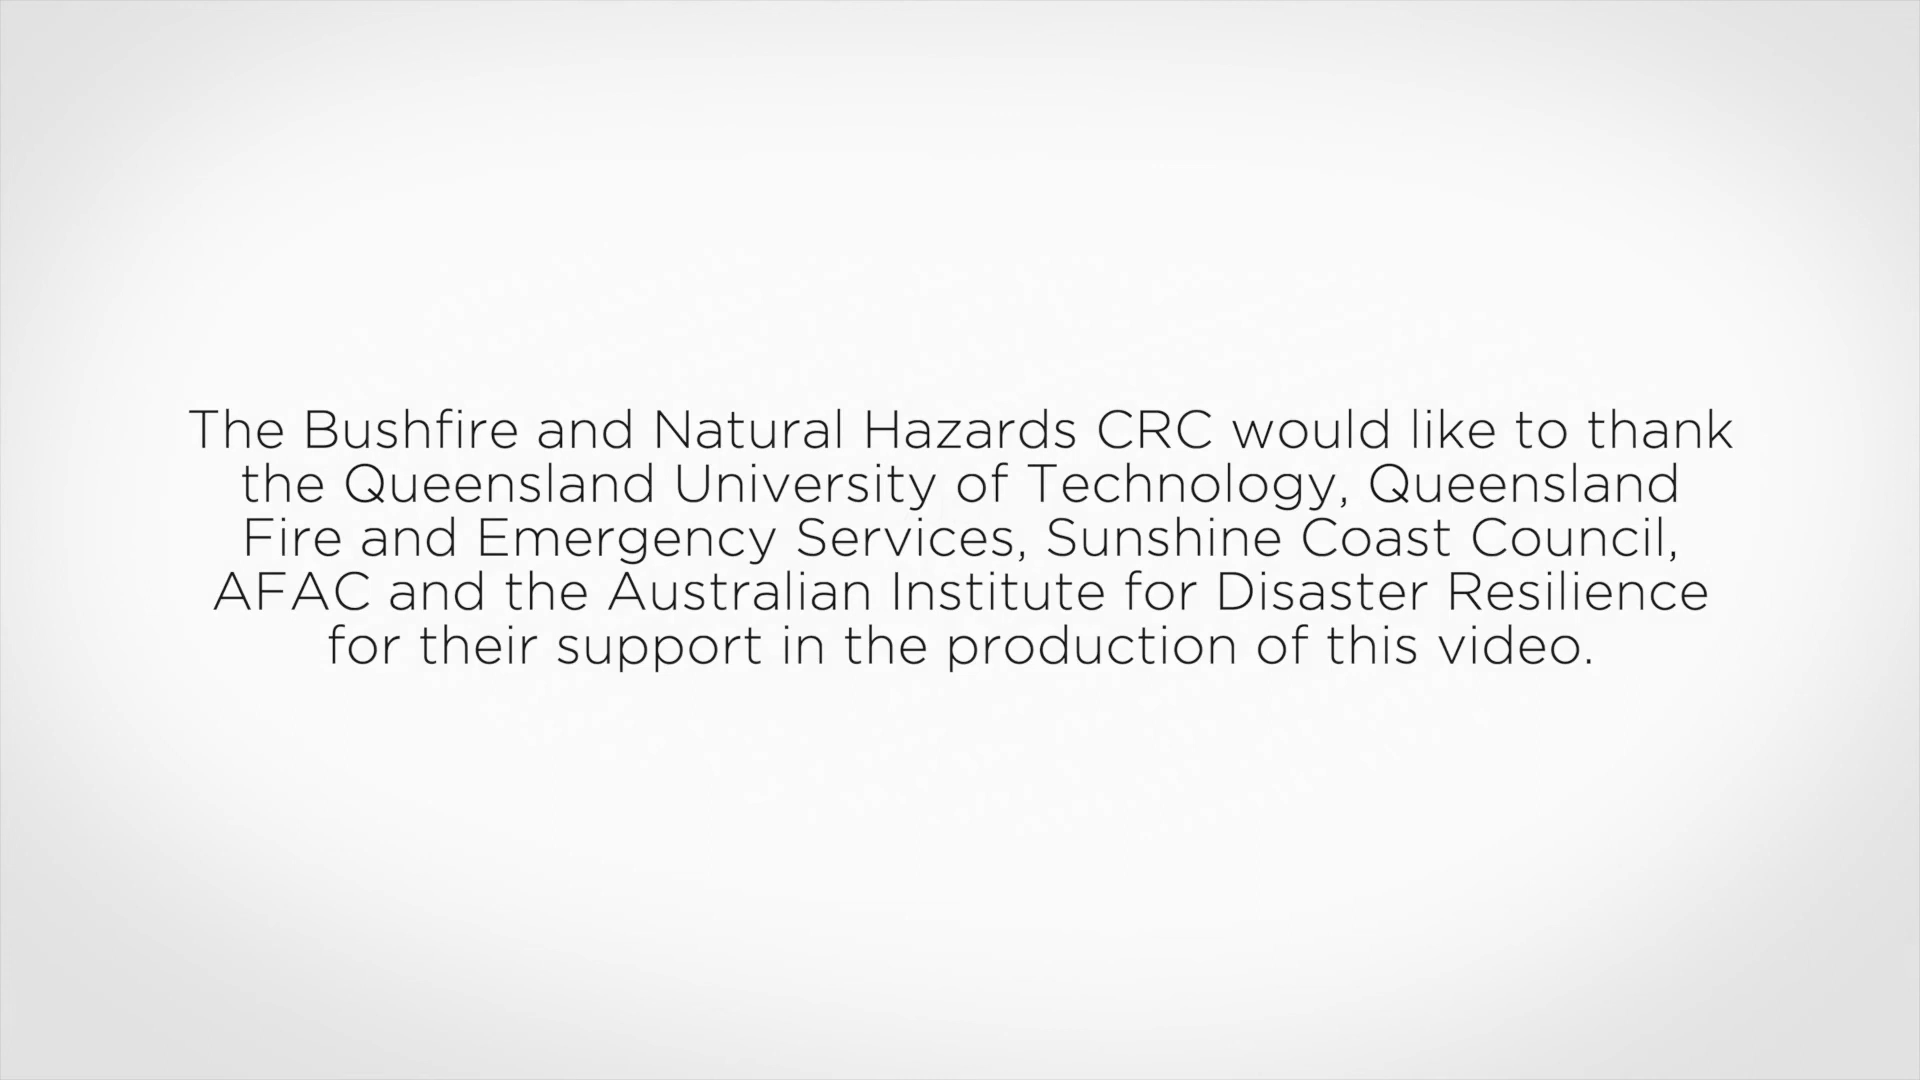 The Bushfire and Natural Hazards CRC would like to thank
the Queensland University of Technology, Queensland
Fire and Emergency Services, Sunshine Coast Council,
AFAC and the Australian Institute for Disaster Resilience
for their support in the production of this video.